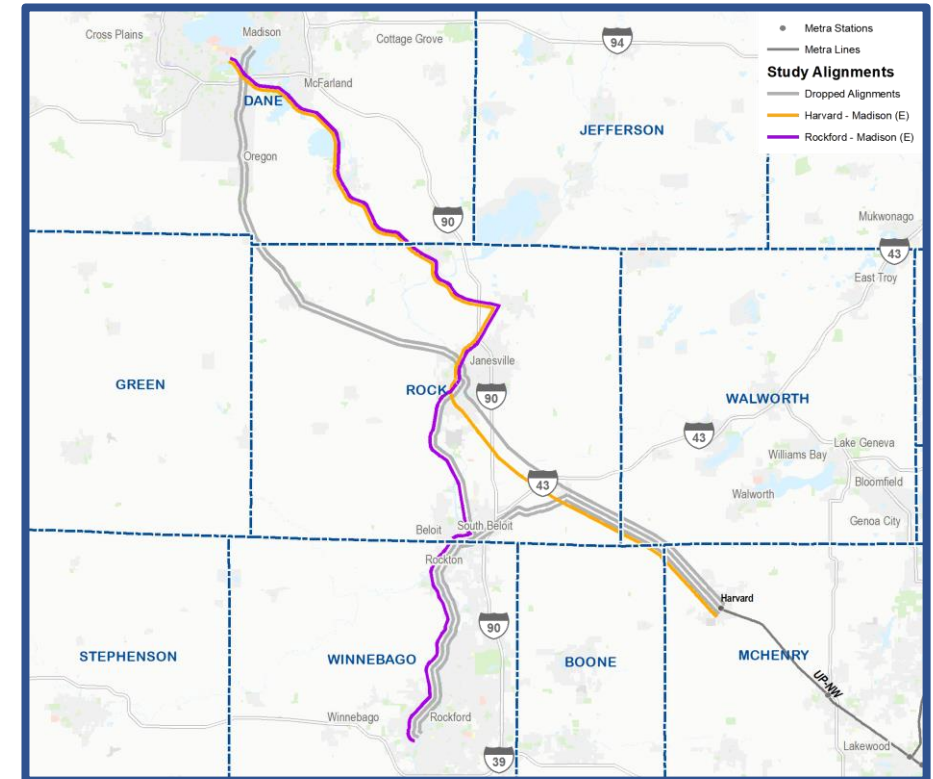 Cross Plains
Madison
Cottage Grove
94
McFarland
DANE
JEFFERSON
Oregon
90
Mukwonago
43
East Troy
Janesville
GREEN
ROCK
90
WALWORTH
43
Lake Geneva
Williams Bay
Bloomfield
43
Walworth
Genoa City
Beloit
South Beloit
Rockton
Harvard
90
STEPHENSON
WINNEBAGO
BOONE
MCHENRY
UP-NW
Winnebago
Rockford
Lakewood
39
Metra Stations
Metra Lines
Study Alignments
Dropped Alignments
Harvard - Madison (E)
Rockford - Madison (E)